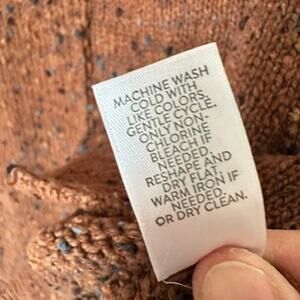 MACHINE WASH
COLD WITH
LIKE COLORS.
GENTLE CYCLE.
ONLY NON-
CHLORINE
BLEACH IF
NEEDED.
RESHAPE AND
DRY FLAT.
WARM IRON IF
NEEDED.
OR DRY CLEAN.